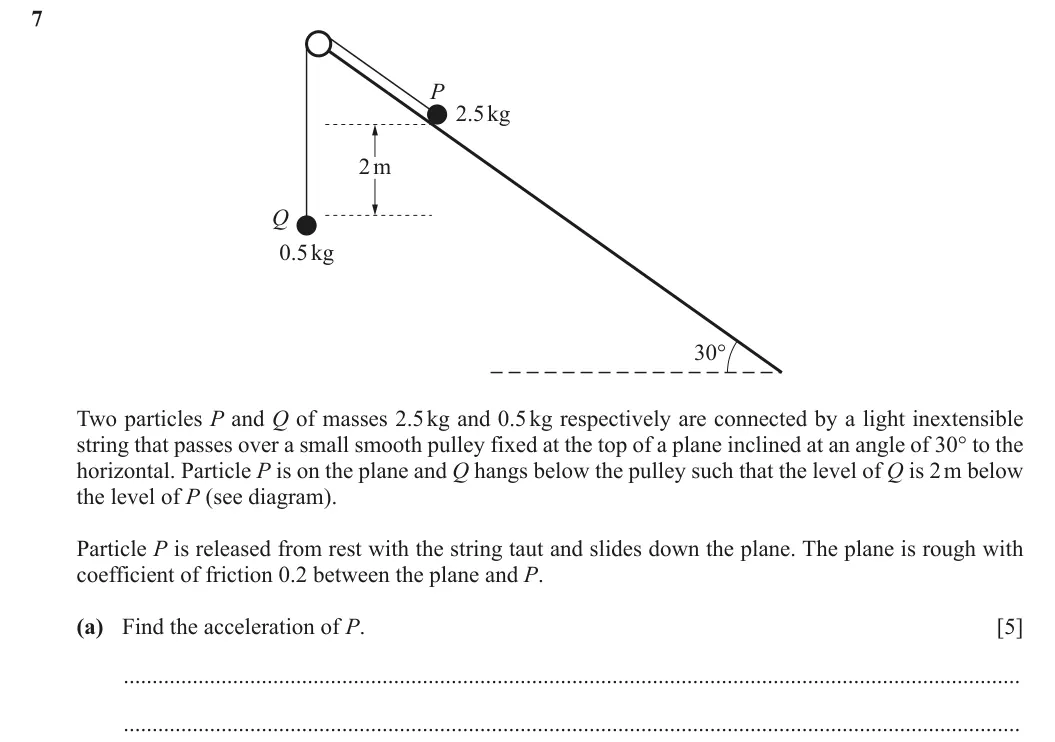 7
P
2.5 kg
2 m
Q
0.5 kg
30°
Two particles P and Q of masses 2.5 kg and 0.5 kg respectively are connected by a light inextensible
string that passes over a small smooth pulley fixed at the top of a plane inclined at an angle of 30° to the
horizontal. Particle P is on the plane and Q hangs below the pulley such that the level of Q is 2 m below
the level of P (see diagram).
Particle P is released from rest with the string taut and slides down the plane. The plane is rough with
coefficient of friction 0.2 between the plane and P.
(a) Find the acceleration of P. [5]